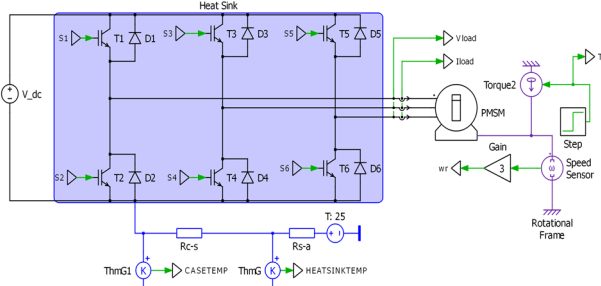 Heat Sink
S1
T1
D1
S3
T3
D3
S5
T5
D5
V load
Iload
T
Torque2
V_dc
PMSM
Step
Gain
S2
T2
D2
S4
T4
D4
S6
T6
D6
wr
3
ω
Speed
Sensor
T: 25
Rotational
Frame
Rc-s
Rs-a
ThmG1
K
CASETEMP
ThmG
K
HEATSINKTEMP